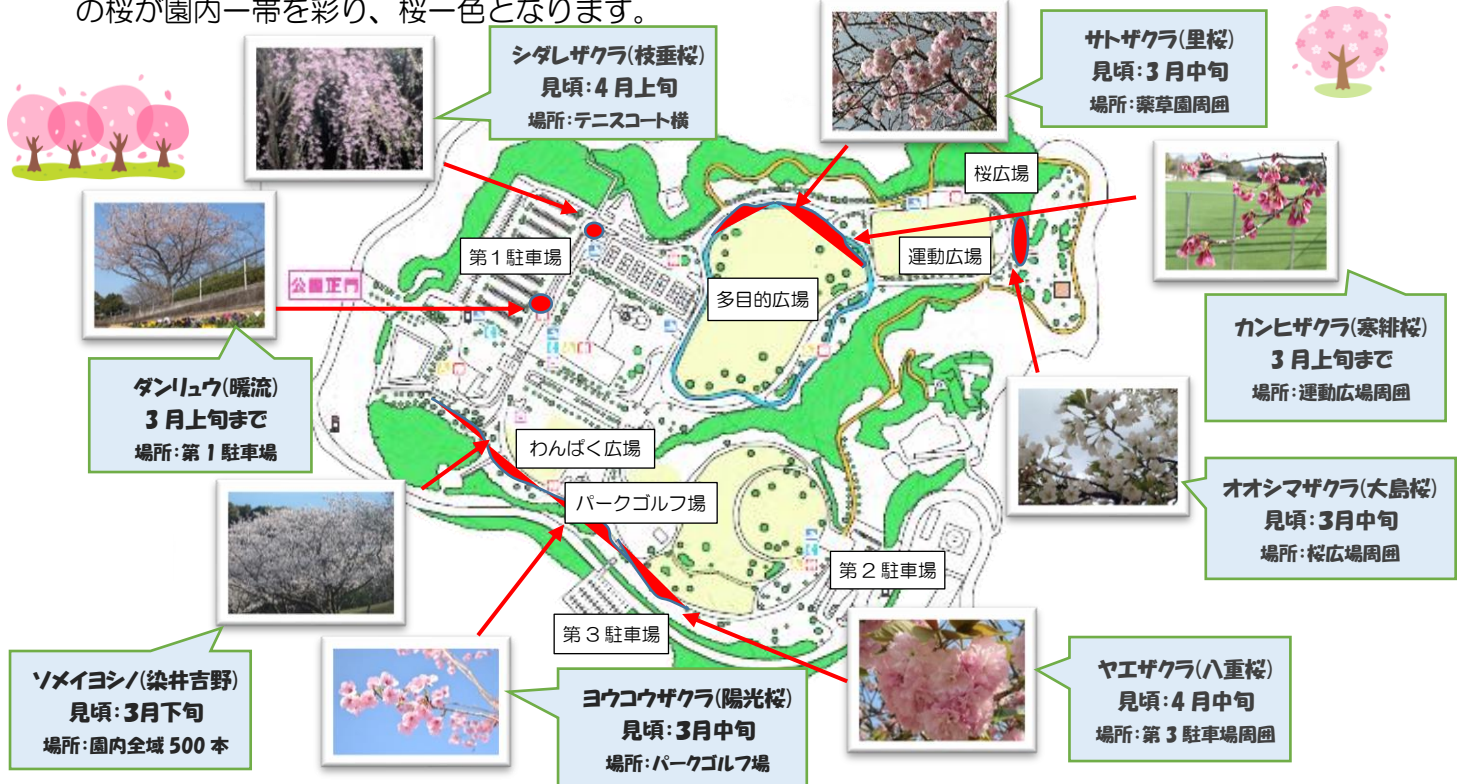 の桜が園内一帯を彩り、桜一色となります。
シダレザクラ(枝垂桜)
見頃:4月上旬
場所:テニスコート横
サトザクラ(里桜)
見頃:3月中旬
場所:薬草園周囲
桜広場
第1駐車場
運動広場
公園正門
多目的広場
カンヒザクラ(寒緋桜)
3月上旬まで
場所:運動広場周囲
ダンリュウ(暖流)
3月上旬まで
場所:第1駐車場
わんぱく広場
パークゴルフ場
オオシマザクラ(大島桜)
見頃:3月中旬
場所:桜広場周囲
第2駐車場
第3駐車場
ソメイヨシノ(染井吉野)
見頃:3月下旬
場所:園内全域500本
ヨウコウザクラ(陽光桜)
見頃:3月中旬
場所:パークゴルフ場
ヤエザクラ(八重桜)
見頃:4月中旬
場所:第3駐車場周囲